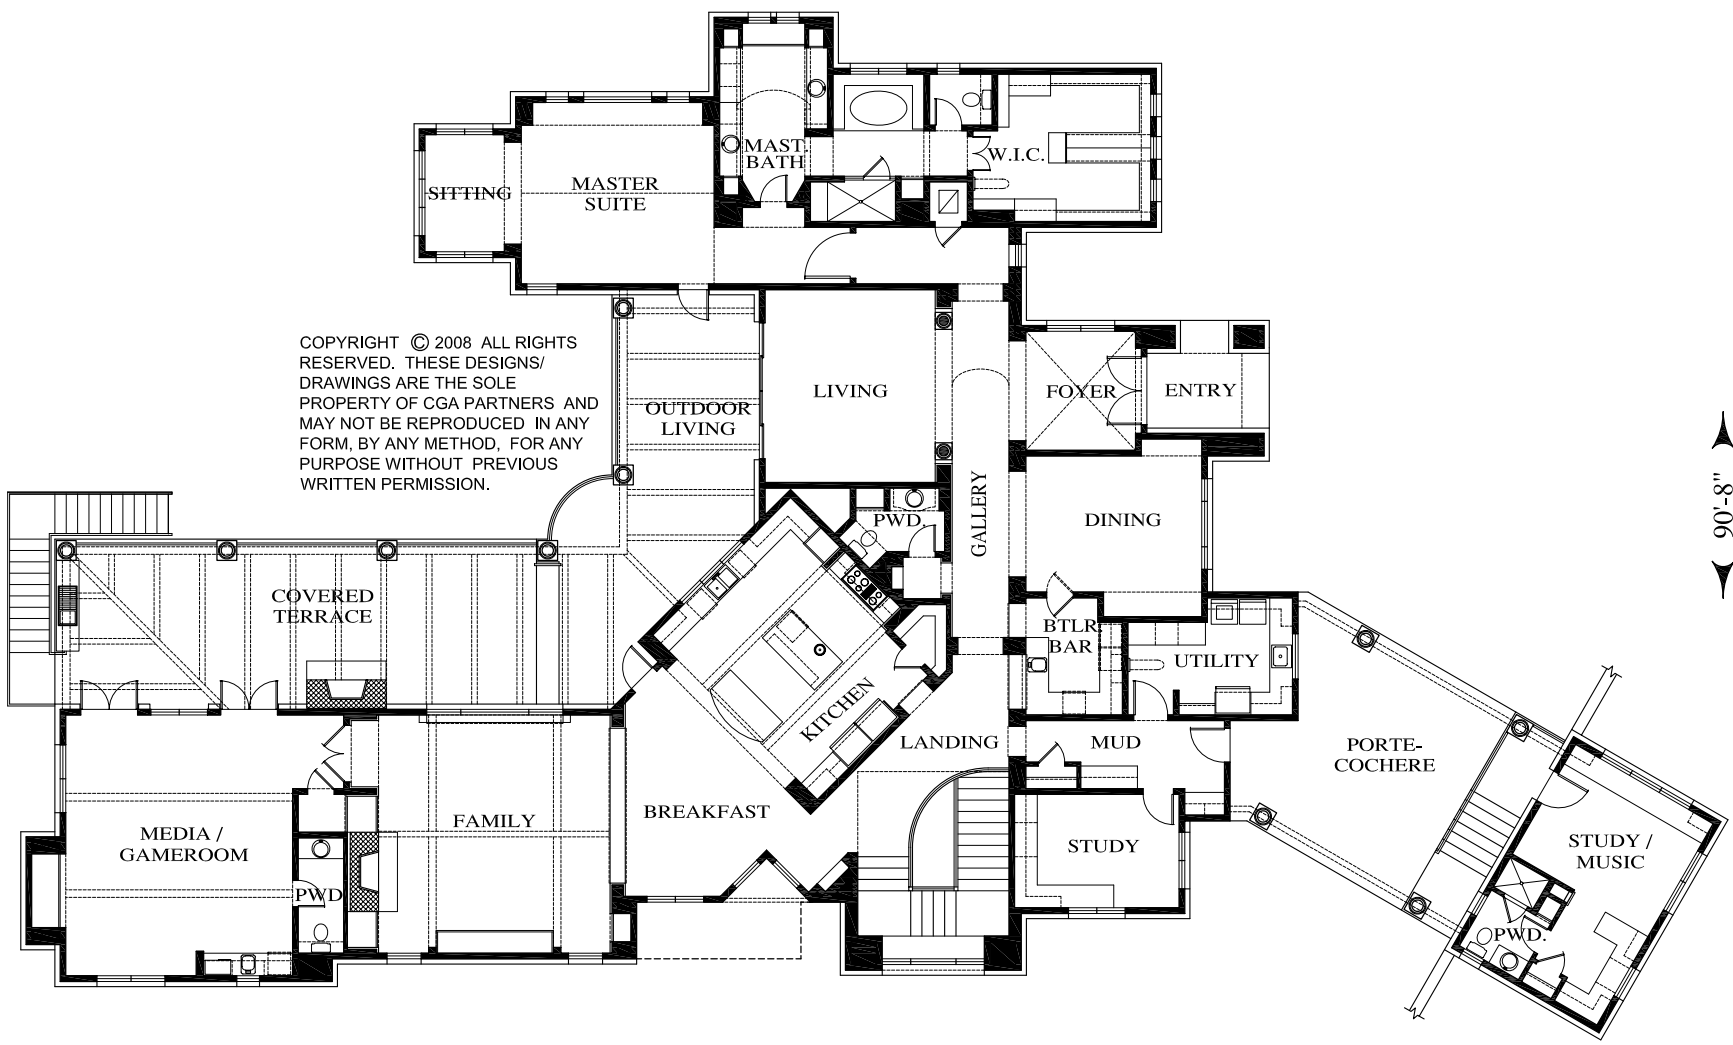 MAST.
BATH
W.I.C.
SITTING
MASTER
SUITE
COPYRIGHT © 2008 ALL RIGHTS
RESERVED. THESE DESIGNS/
DRAWINGS ARE THE SOLE
PROPERTY OF CGA PARTNERS AND
MAY NOT BE REPRODUCED IN ANY
FORM, BY ANY METHOD, FOR ANY
PURPOSE WITHOUT PREVIOUS
WRITTEN PERMISSION.
OUTDOOR
LIVING
LIVING
FOYER
ENTRY
GALLERY
90'-8"
PWD.
DINING
COVERED
TERRACE
BTLR.
BAR
UTILITY
KITCHEN
LANDING
MUD
PORTE-
COCHERE
MEDIA /
GAMEROOM
FAMILY
BREAKFAST
STUDY
STUDY /
MUSIC
PWD
PWD.